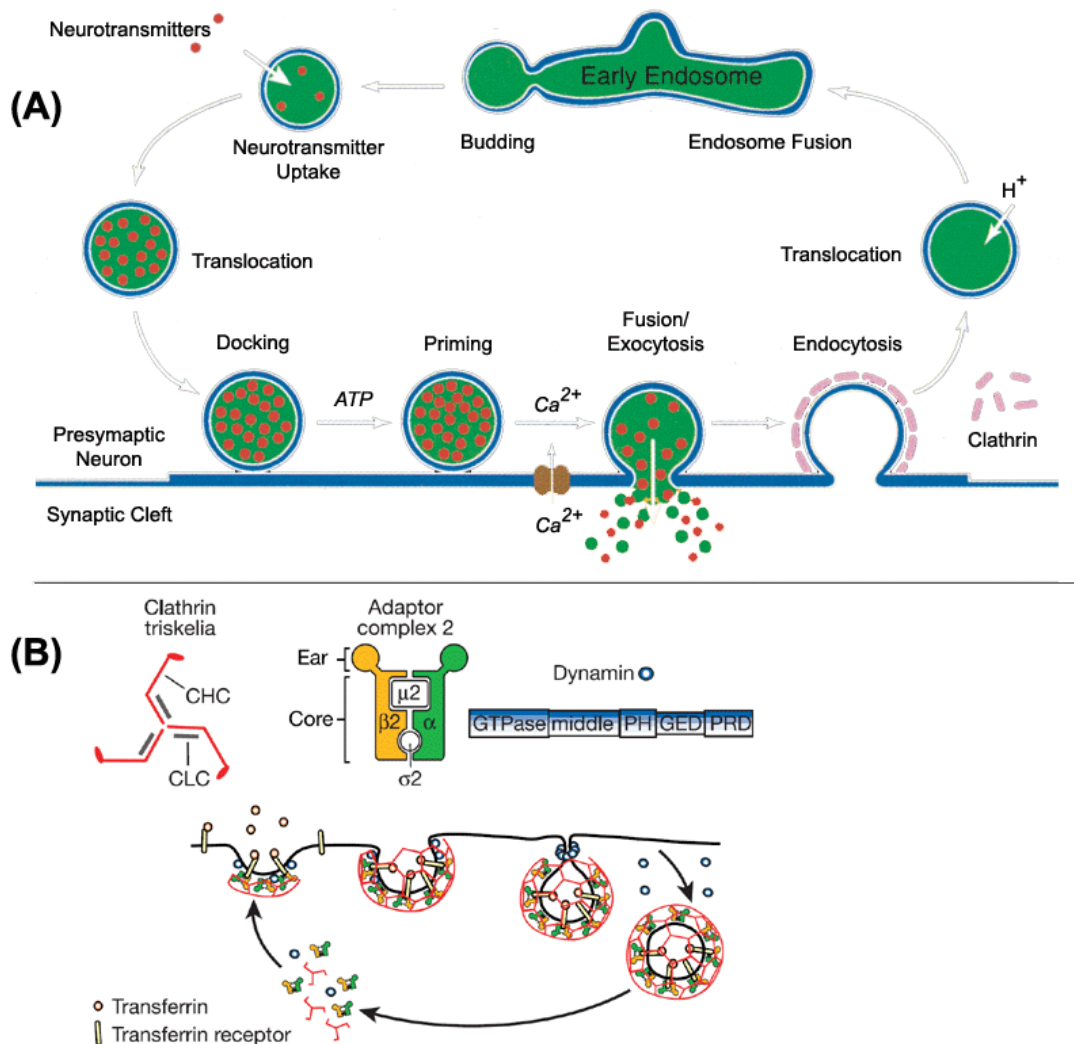 (A)
Neurotransmitters
Neurotransmitter
Uptake
Budding
Early Endosome
Endosome Fusion
H+
Translocation
Translocation
Docking
ATP
Priming
Ca2+
Fusion/
Exocytosis
Endocytosis
Clathrin
Presymaptic
Neuron
Synaptic Cleft
Ca2+
(B)
Clathrin
triskelia
CHC
CLC
Adaptor
complex 2
Ear
Core
μ2
β2
α
σ2
Dynamin
GTPase middle PH GED PRD
Transferrin
Transferrin receptor